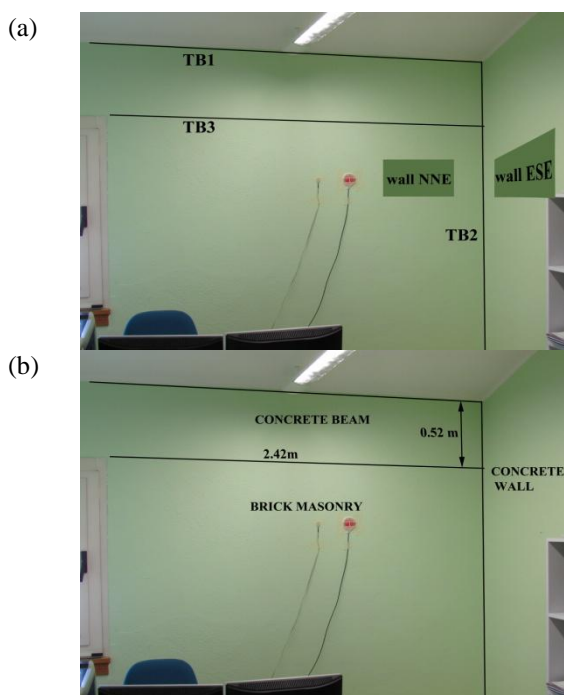 (a)
TB1
TB3
wall NNE
wall ESE
TB2
(b)
CONCRETE BEAM
0.52 m
2.42m
CONCRETE
WALL
BRICK MASONRY